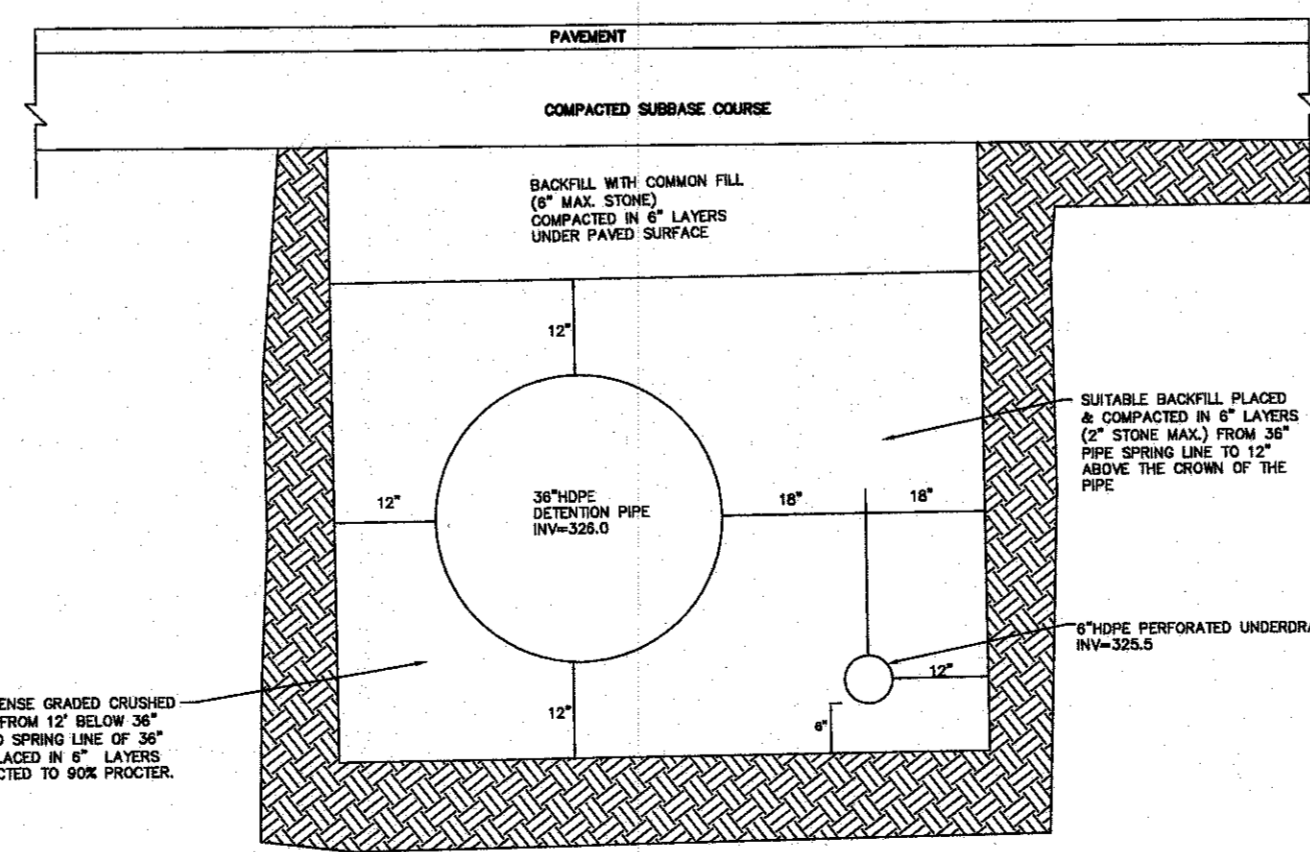 PAVEMENT
COMPACTED SUBBASE COURSE
BACKFILL WITH COMMON FILL
(6" MAX. STONE)
COMPACTED IN 6" LAYERS
UNDER PAVED SURFACE
12"
12"
36"HDPE
DETENTION PIPE
INV=326.0
18"
18"
SUITABLE BACKFILL PLACED
& COMPACTED IN 6" LAYERS
(2" STONE MAX.) FROM 36"
PIPE SPRING LINE TO 12"
ABOVE THE CROWN OF THE
PIPE
6"HDPE PERFORATED UNDERDRA
INV=325.5
12"
12"
6"
ENSE GRADED CRUSHED
FROM 12' BELOW 36"
O SPRING LINE OF 36"
LACED IN 6" LAYERS
CTED TO 90% PROCTER.